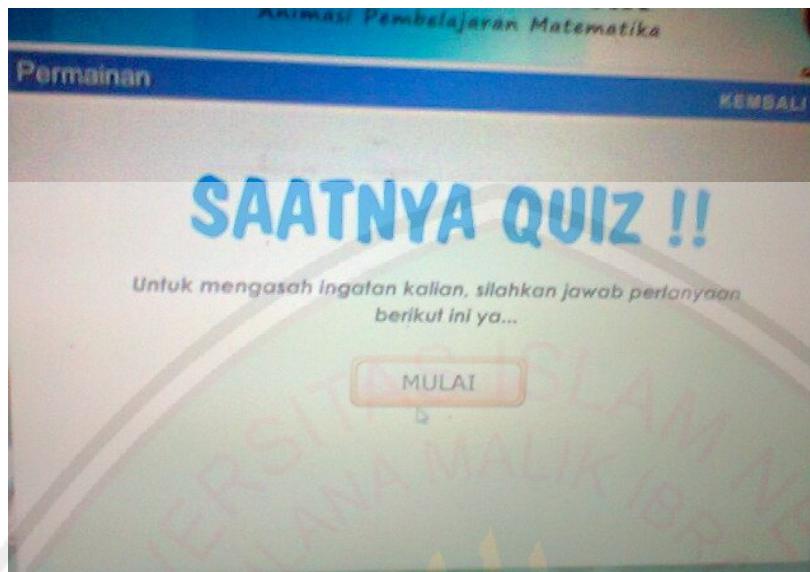 Animasi Pembelajaran Matematika
Permainan
KEMBALI
SAATNYA QUIZ !!
Untuk mengasah ingatan kalian, silahkan jawab pertanyaan
berikut ini ya...
MULAI